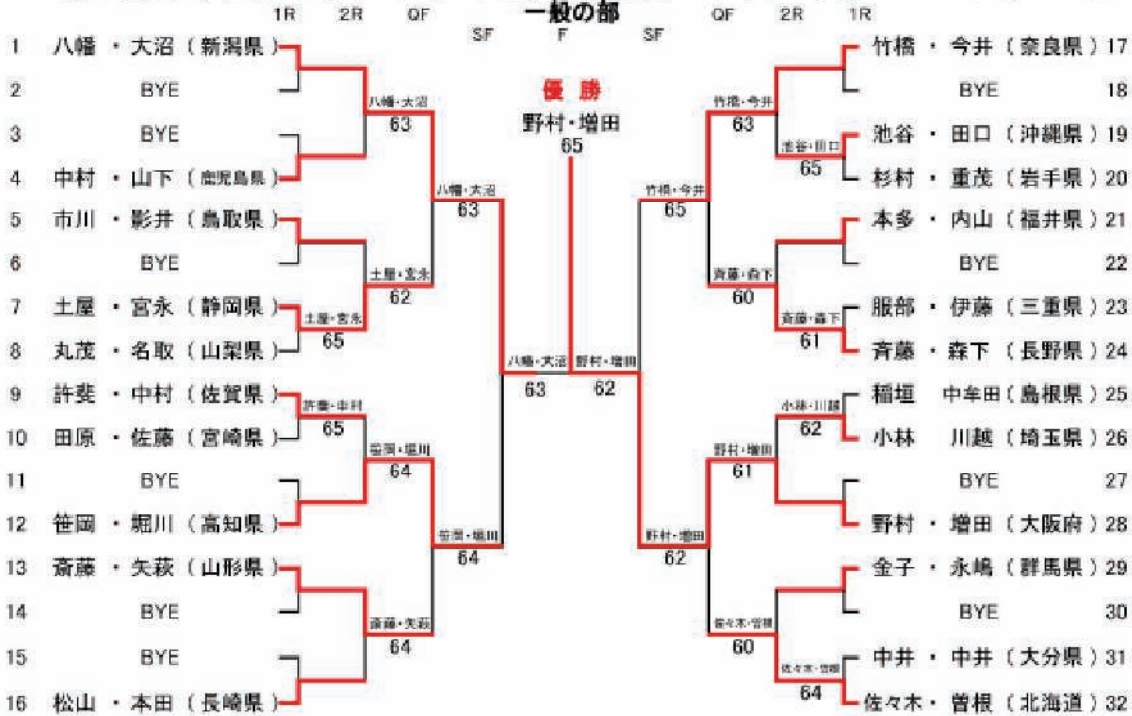 一般の部
1R 2R QF SF F SF QF 2R 1R
優 勝
野村・増田
65
1 八幡 ・ 大沼 ( 新潟県 )
2 BYE
3 BYE
4 中村 ・ 山下 ( 鹿児島県 )
5 市川 ・ 影井 ( 鳥取県 )
6 BYE
7 土屋 ・ 宮永 ( 静岡県 )
8 丸茂 ・ 名取 ( 山梨県 )
9 許斐 ・ 中村 ( 佐賀県 )
10 田原 ・ 佐藤 ( 宮崎県 )
11 BYE
12 笹岡 ・ 堀川 ( 高知県 )
13 斎藤 ・ 矢萩 ( 山形県 )
14 BYE
15 BYE
16 松山 ・ 本田 ( 長崎県 )
土屋・宮永
65
許斐・中村
65
八幡・大沼
63
土屋・宮永
62
笹岡・堀川
64
斎藤・矢萩
64
八幡・大沼
63
笹岡・堀川
64
八幡・大沼
63
野村・増田
62
竹橋・今井
65
野村・増田
62
竹橋・今井
63
斉藤・森下
60
野村・増田
61
佐々木・曽根
60
池谷・田口
65
斉藤・森下
61
小林・川越
62
佐々木・曽根
64
竹橋 ・ 今井 ( 奈良県 ) 17
BYE 18
池谷 ・ 田口 ( 沖縄県 ) 19
杉村 ・ 重茂 ( 岩手県 ) 20
本多 ・ 内山 ( 福井県 ) 21
BYE 22
服部 ・ 伊藤 ( 三重県 ) 23
斉藤 ・ 森下 ( 長野県 ) 24
稲垣 中牟田 ( 島根県 ) 25
小林 川越 ( 埼玉県 ) 26
BYE 27
野村 ・ 増田 ( 大阪府 ) 28
金子 ・ 永嶋 ( 群馬県 ) 29
BYE 30
中井 ・ 中井 ( 大分県 ) 31
佐々木 ・ 曽根 ( 北海道 ) 32